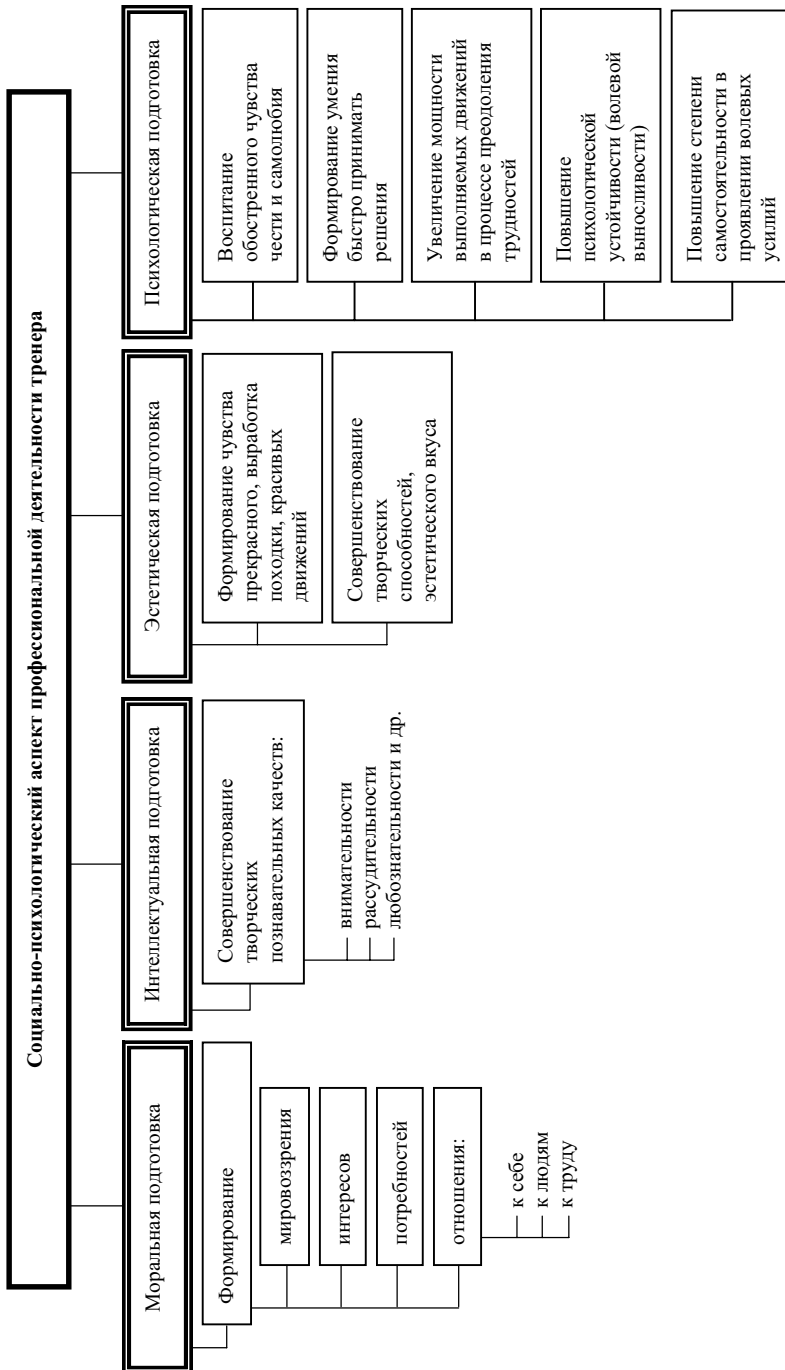 Социально-психологический аспект профессиональной деятельности тренера
Моральная подготовка
Формирование
мировоззрения
интересов
потребностей
отношения:
к себе
к людям
к труду
Интеллектуальная подготовка
Совершенствование
творческих
познавательных качеств:
внимательности
рассудительности
любознательности и др.
Эстетическая подготовка
Формирование чувства
прекрасного, выработка
походки, красивых
движений
Совершенствование
творческих
способностей,
эстетического вкуса
Психологическая подготовка
Воспитание
обостренного чувства
чести и самолюбия
Формирование умения
быстро принимать
решения
Увеличение мощности
выполняемых движений
в процессе преодоления
трудностей
Повышение
психологической
устойчивости (волевой
выносливости)
Повышение степени
самостоятельности в
проявлении волевых
усилий